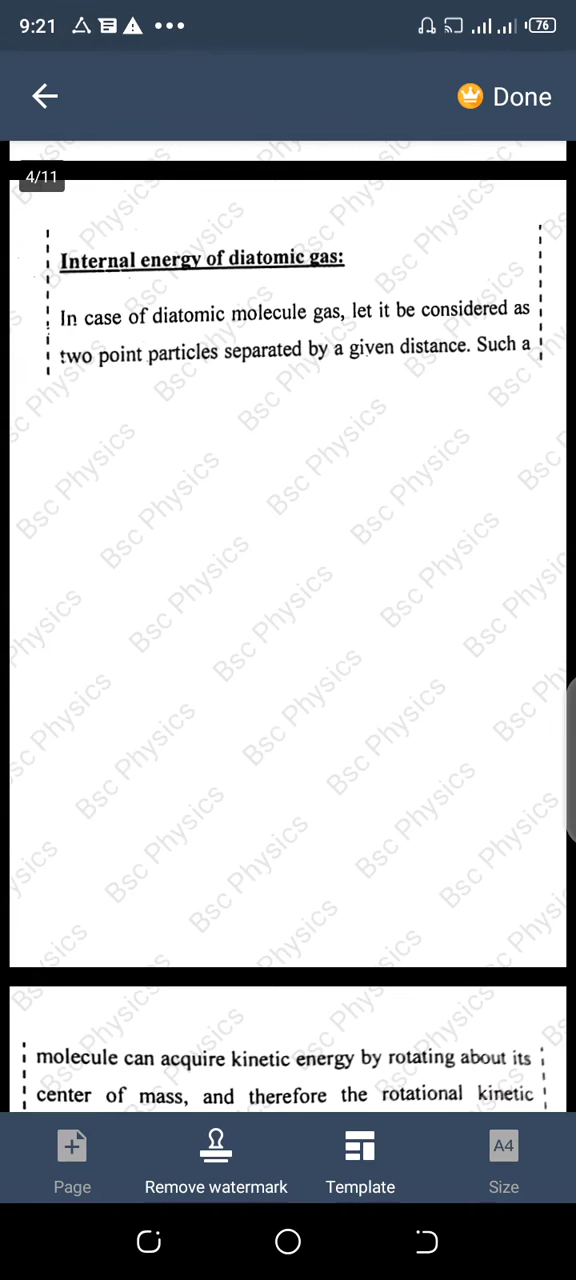 9:21
76
Done
4/11
Internal energy of diatomic gas:
In case of diatomic molecule gas, let it be considered as
two point particles separated by a given distance. Such a
Bsc Physics
molecule can acquire kinetic energy by rotating about its
center of mass, and therefore the rotational kinetic
A4
Page
Remove watermark
Template
Size